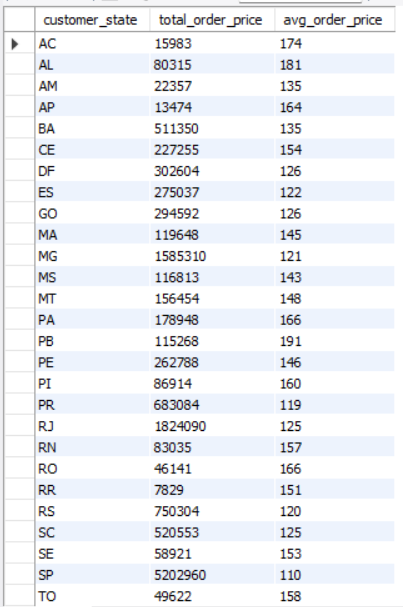 customer_state total_order_price avg_order_price
AC 15983 174
AL 80315 181
AM 22357 135
AP 13474 164
BA 511350 135
CE 227255 154
DF 302604 126
ES 275037 122
GO 294592 126
MA 119648 145
MG 1585310 121
MS 116813 143
MT 156454 148
PA 178948 166
PB 115268 191
PE 262788 146
PI 86914 160
PR 683084 119
RJ 1824090 125
RN 83035 157
RO 46141 166
RR 7829 151
RS 750304 120
SC 520553 125
SE 58921 153
SP 5202960 110
TO 49622 158